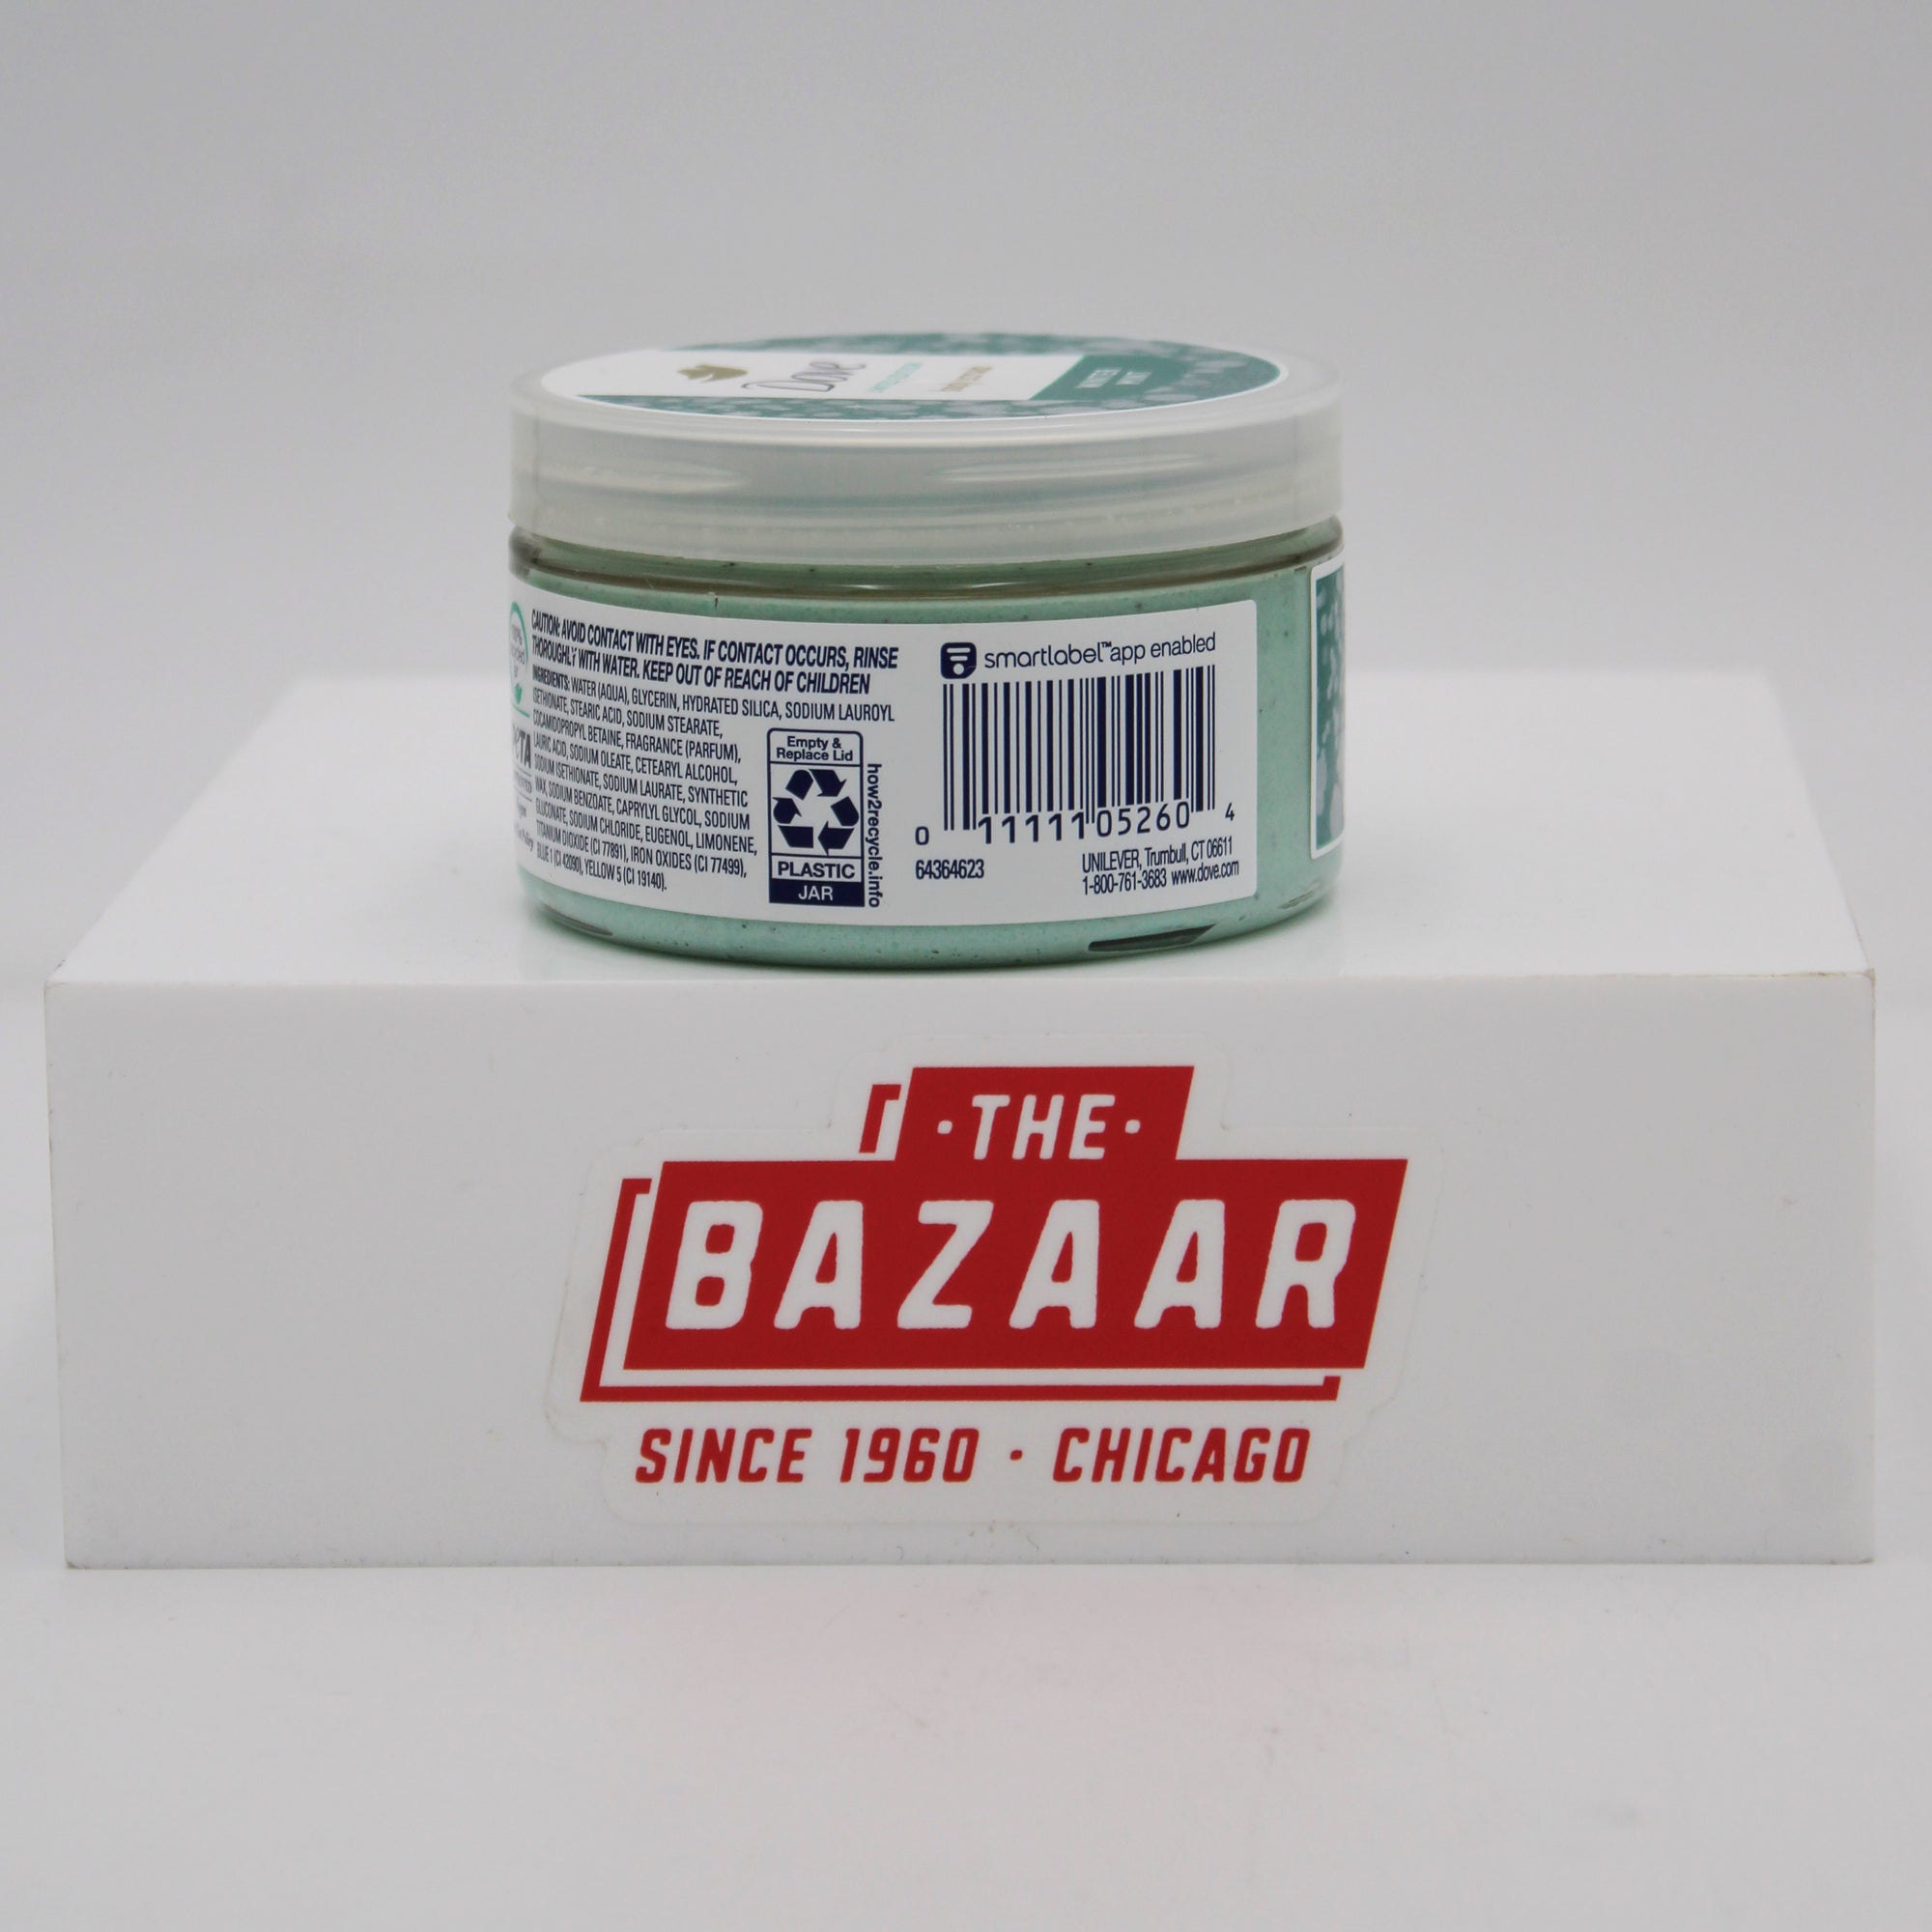 Dove
WINTER
MINT
CAUTION: AVOID CONTACT WITH EYES. IF CONTACT OCCURS, RINSE
THOROUGHLY WITH WATER. KEEP OUT OF REACH OF CHILDREN
INGREDIENTS: WATER (AQUA), GLYCERIN, HYDRATED SILICA, SODIUM LAUROYL
ISETHIONATE, STEARIC ACID, SODIUM STEARATE,
COCAMIDOPROPYL BETAINE, FRAGRANCE (PARFUM),
LAURIC ACID, SODIUM OLEATE, CETEARYL ALCOHOL,
SODIUM ISETHIONATE, SODIUM LAURATE, SYNTHETIC
WAX, SODIUM BENZOATE, CAPRYLYL GLYCOL, SODIUM
GLUCONATE, SODIUM CHLORIDE, EUGENOL, LIMONENE,
TITANIUM DIOXIDE (CI 77891), IRON OXIDES (CI 77499),
BLUE 1 (CI 42090), YELLOW 5 (CI 19140).
Empty &
Replace Lid
PLASTIC
JAR
how2recycle.info
smartlabel™ app enabled
0 11111 05260 4
64364623
UNILEVER, Trumbull, CT 06611
1-800-761-3683 www.dove.com
·THE·
BAZAAR
SINCE 1960 · CHICAGO